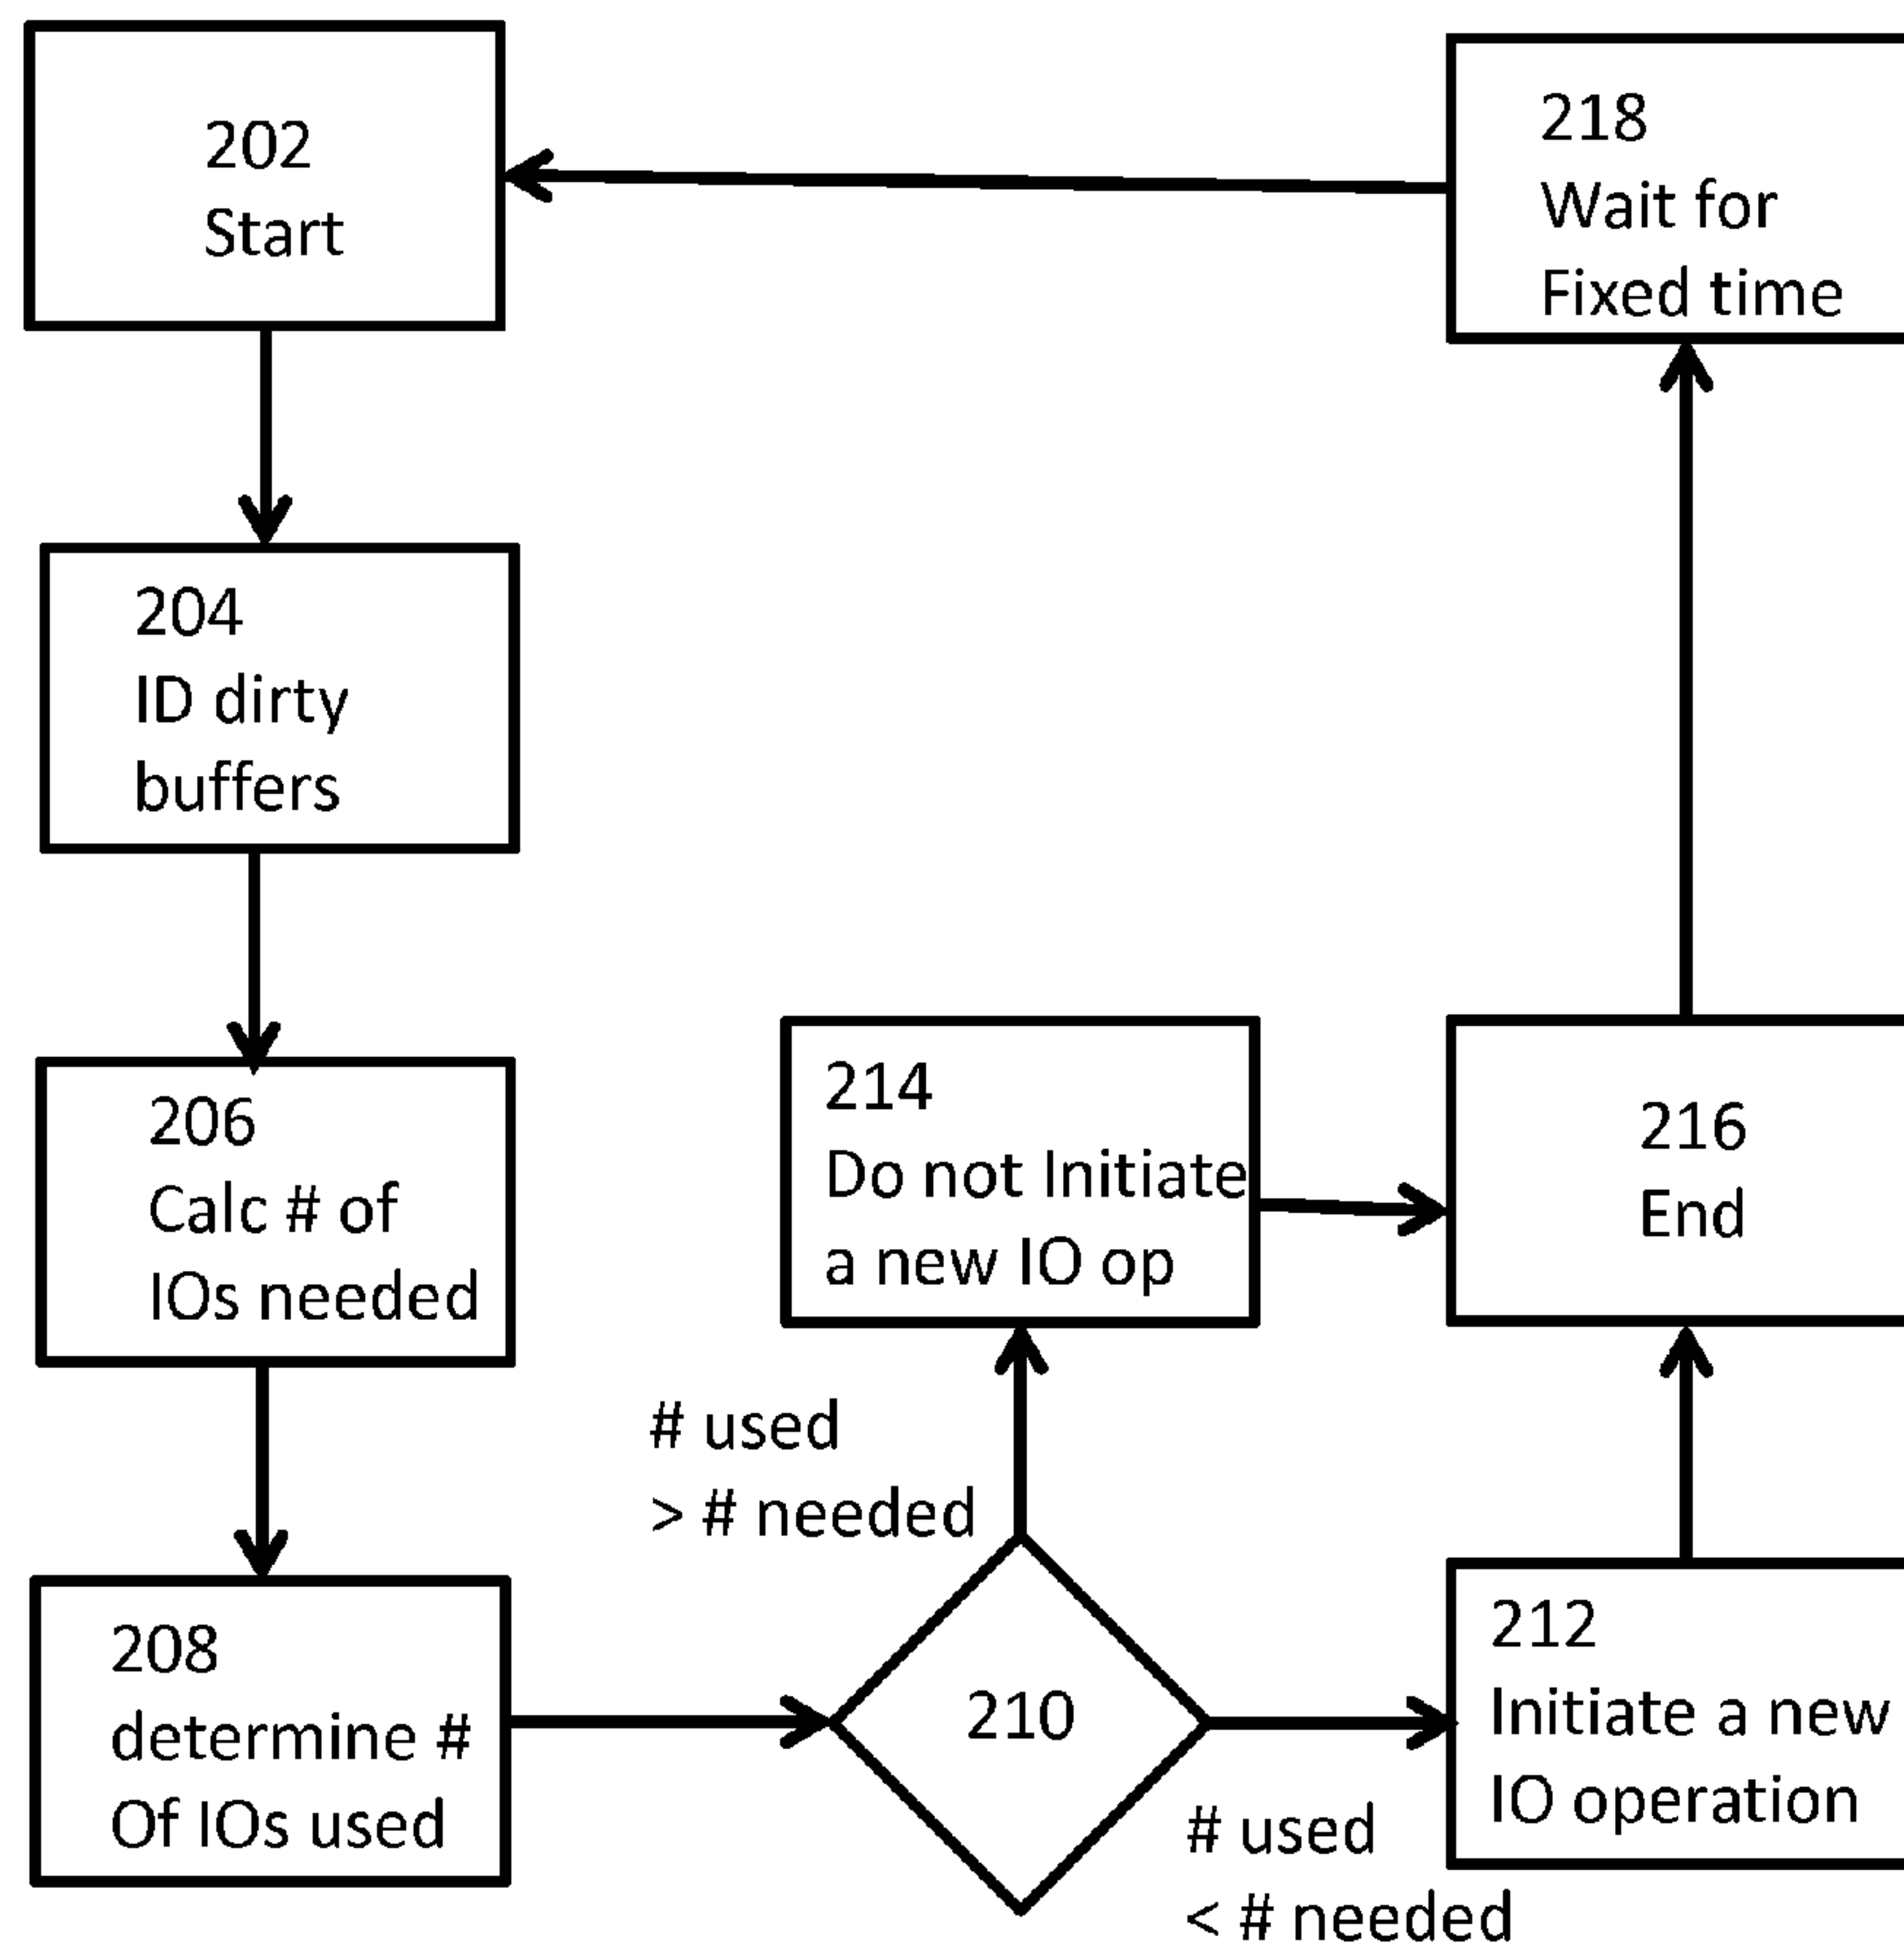 202
Start
204
ID dirty
buffers
206
Calc # of
IOs needed
208
determine #
Of IOs used
210
# used
> # needed
214
Do not Initiate
a new IO op
# used
< # needed
212
Initiate a new
IO operation
216
End
218
Wait for
Fixed time